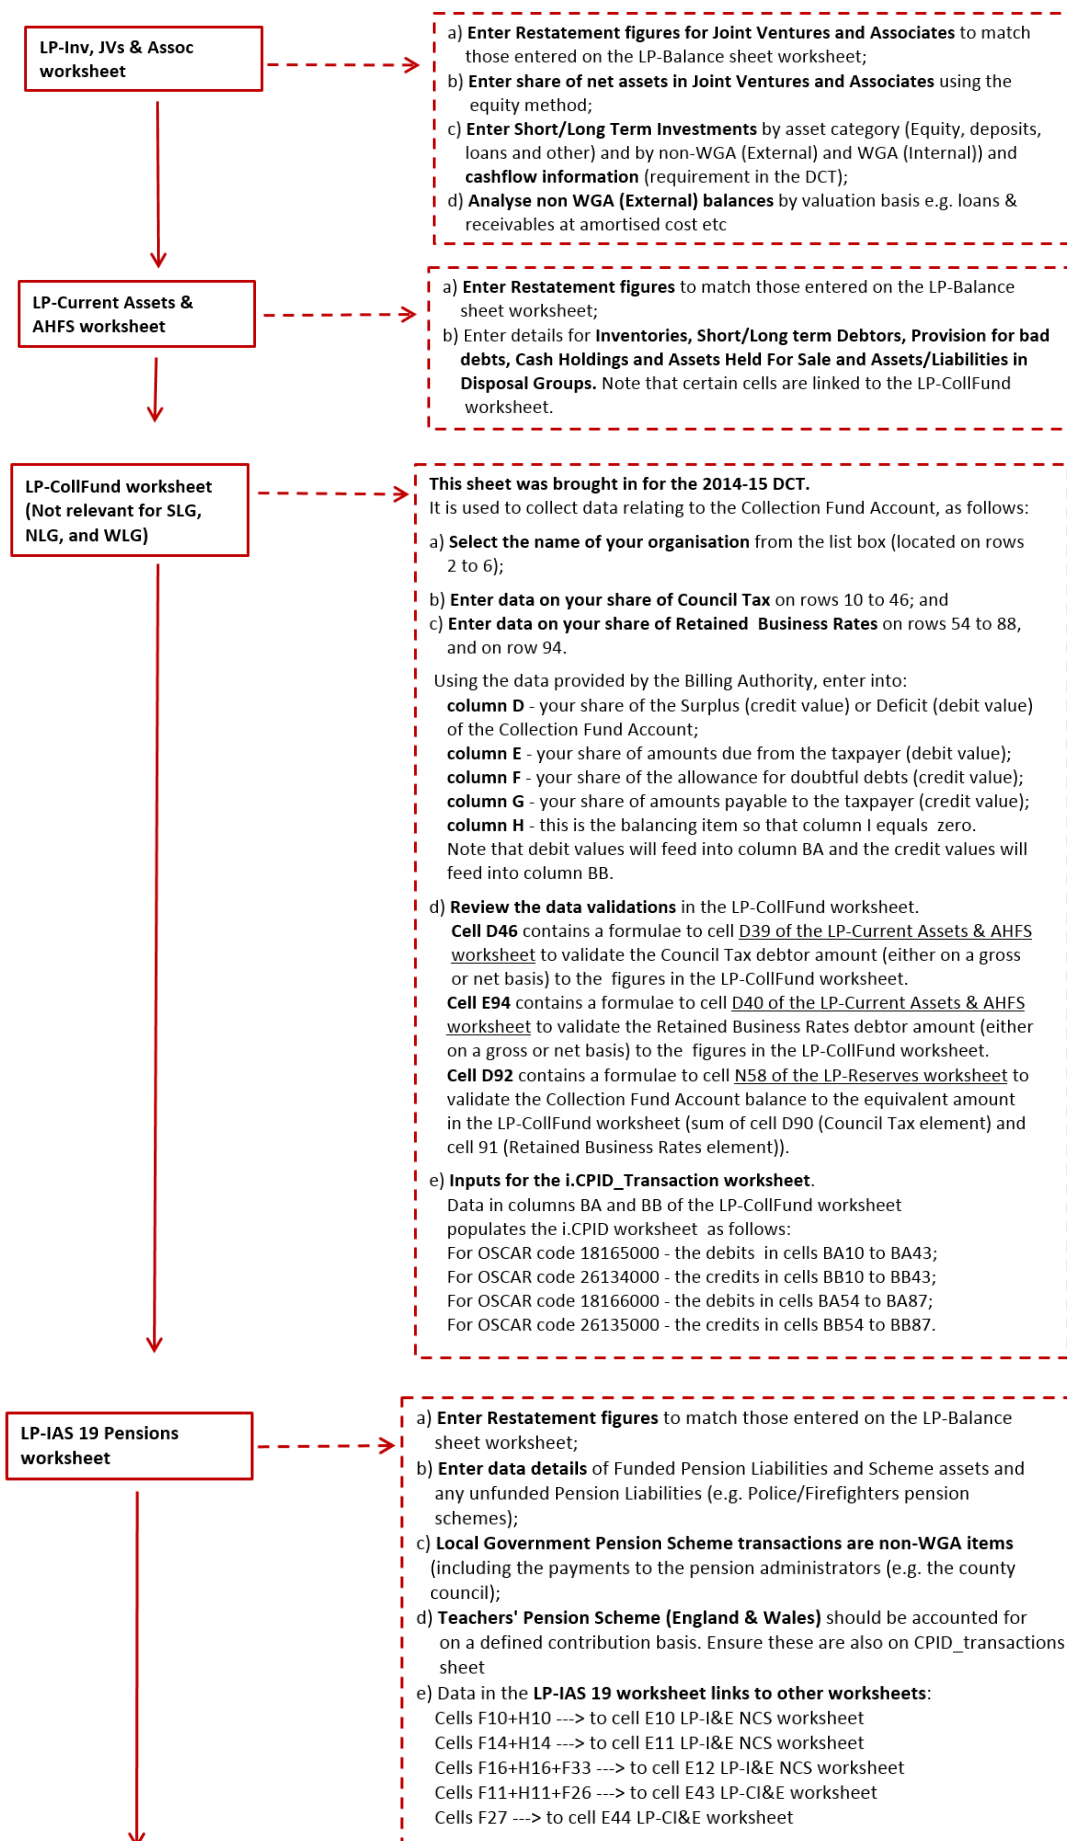 LP-Inv, JVs & Assoc
worksheet
a) Enter Restatement figures for Joint Ventures and Associates to match
those entered on the LP-Balance sheet worksheet;
b) Enter share of net assets in Joint Ventures and Associates using the
equity method;
c) Enter Short/Long Term Investments by asset category (Equity, deposits,
loans and other) and by non-WGA (External) and WGA (Internal)) and
cashflow information (requirement in the DCT);
d) Analyse non WGA (External) balances by valuation basis e.g. loans &
receivables at amortised cost etc
LP-Current Assets &
AHFS worksheet
a) Enter Restatement figures to match those entered on the LP-Balance
sheet worksheet;
b) Enter details for Inventories, Short/Long term Debtors, Provision for bad
debts, Cash Holdings and Assets Held For Sale and Assets/Liabilities in
Disposal Groups. Note that certain cells are linked to the LP-CollFund
worksheet.
LP-CollFund worksheet
(Not relevant for SLG,
NLG, and WLG)
This sheet was brought in for the 2014-15 DCT.
It is used to collect data relating to the Collection Fund Account, as follows:
a) Select the name of your organisation from the list box (located on rows
2 to 6);
b) Enter data on your share of Council Tax on rows 10 to 46; and
c) Enter data on your share of Retained  Business Rates on rows 54 to 88,
and on row 94.
Using the data provided by the Billing Authority, enter into:
column D - your share of the Surplus (credit value) or Deficit (debit value)
of the Collection Fund Account;
column E - your share of amounts due from the taxpayer (debit value);
column F - your share of the allowance for doubtful debts (credit value);
column G - your share of amounts payable to the taxpayer (credit value);
column H - this is the balancing item so that column I equals  zero.
Note that debit values will feed into column BA and the credit values will
feed into column BB.
d) Review the data validations in the LP-CollFund worksheet.
Cell D46 contains a formulae to cell D39 of the LP-Current Assets & AHFS
worksheet to validate the Council Tax debtor amount (either on a gross
or net basis) to the  figures in the LP-CollFund worksheet.
Cell E94 contains a formulae to cell D40 of the LP-Current Assets & AHFS
worksheet to validate the Retained Business Rates debtor amount (either
on a gross or net basis) to the  figures in the LP-CollFund worksheet.
Cell D92 contains a formulae to cell N58 of the LP-Reserves worksheet to
validate the Collection Fund Account balance to the equivalent amount
in the LP-CollFund worksheet (sum of cell D90 (Council Tax element) and
cell 91 (Retained Business Rates element)).
e) Inputs for the i.CPID_Transaction worksheet.
Data in columns BA and BB of the LP-CollFund worksheet
populates the i.CPID worksheet  as follows:
For OSCAR code 18165000 - the debits  in cells BA10 to BA43;
For OSCAR code 26134000 - the credits in cells BB10 to BB43;
For OSCAR code 18166000 - the debits in cells BA54 to BA87;
For OSCAR code 26135000 - the credits in cells BB54 to BB87.
LP-IAS 19 Pensions
worksheet
a) Enter Restatement figures to match those entered on the LP-Balance
sheet worksheet;
b) Enter data details of Funded Pension Liabilities and Scheme assets and
any unfunded Pension Liabilities (e.g. Police/Firefighters pension
schemes);
c) Local Government Pension Scheme transactions are non-WGA items
(including the payments to the pension administrators (e.g. the county
council);
d) Teachers' Pension Scheme (England & Wales) should be accounted for
on a defined contribution basis. Ensure these are also on CPID_transactions
sheet
e) Data in the LP-IAS 19 worksheet links to other worksheets:
Cells F10+H10 ---> to cell E10 LP-I&E NCS worksheet
Cells F14+H14 ---> to cell E11 LP-I&E NCS worksheet
Cells F16+H16+F33 ---> to cell E12 LP-I&E NCS worksheet
Cells F11+H11+F26 ---> to cell E43 LP-CI&E worksheet
Cells F27 ---> to cell E44 LP-CI&E worksheet